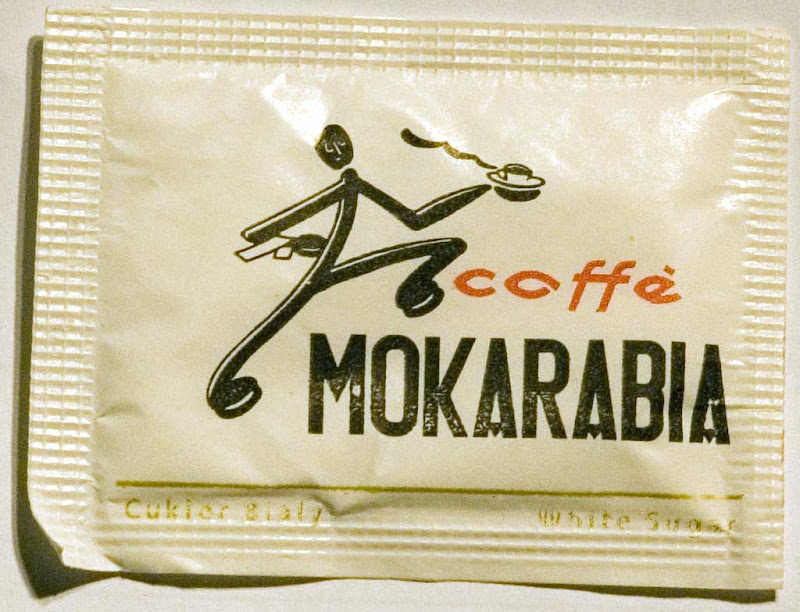 coffè
MOKARABIA
Cukier Biały White Sugar